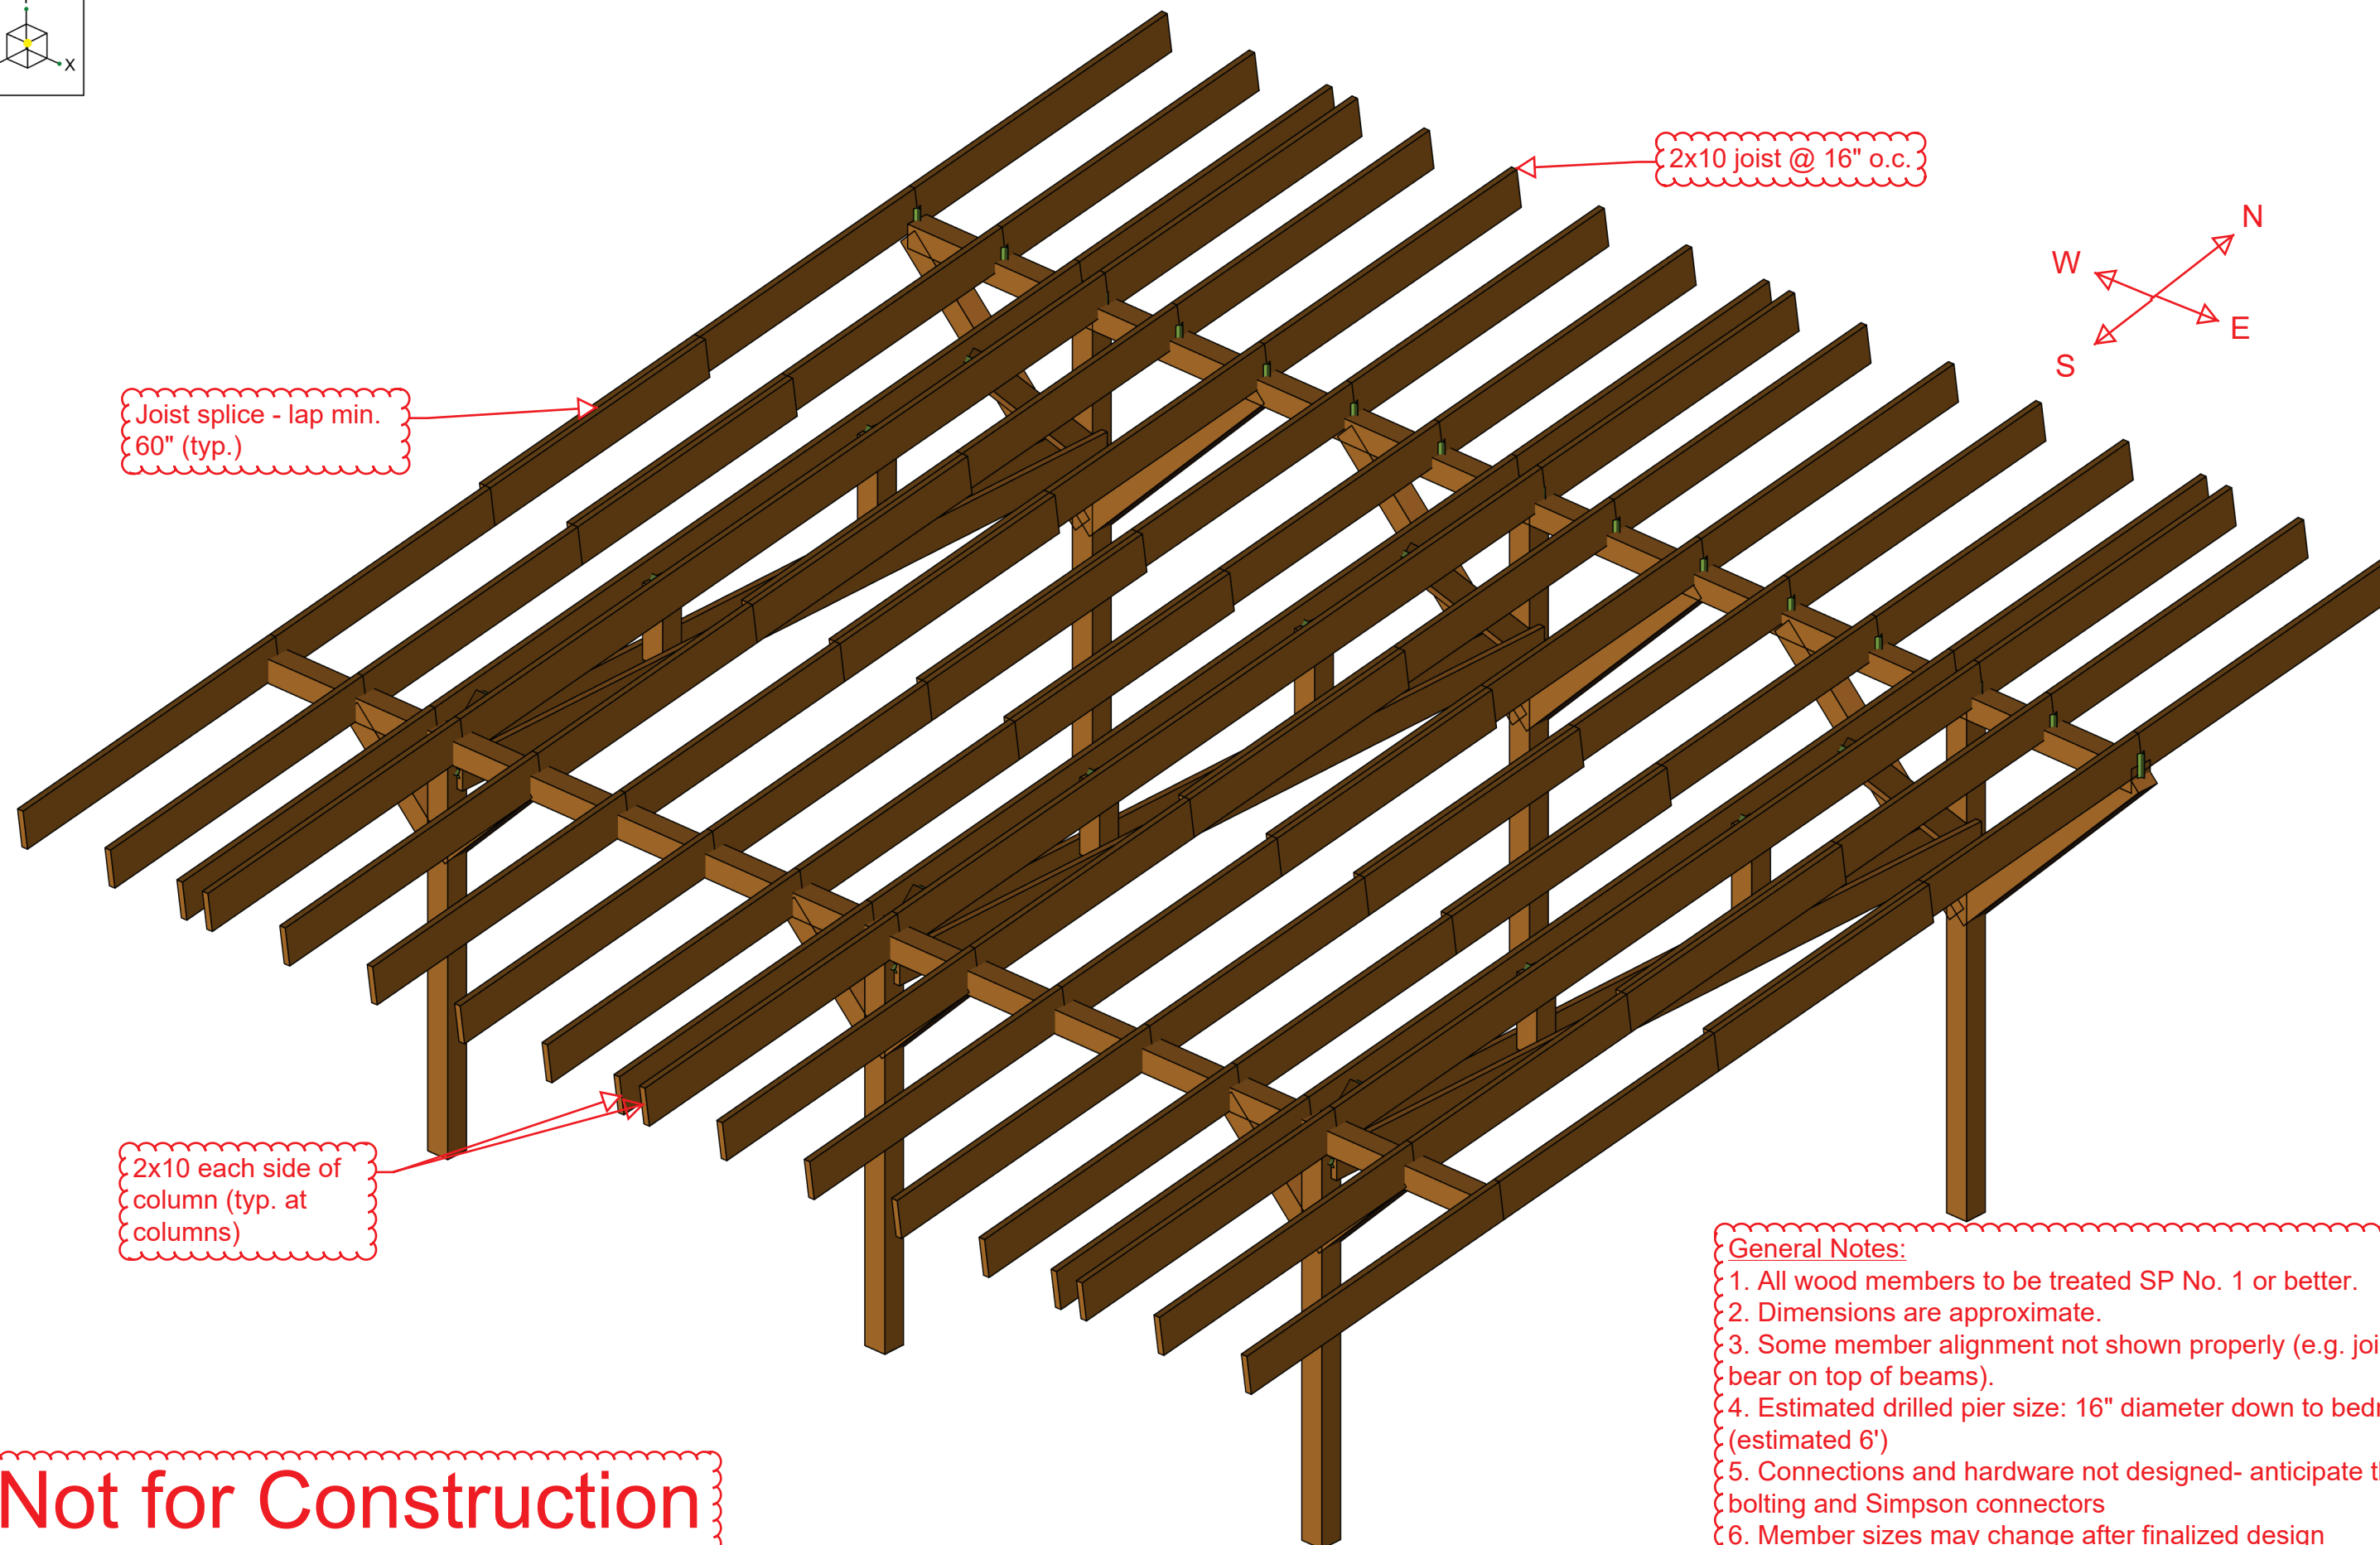 X
2x10 joist @ 16" o.c.
N
W
E
S
Joist splice - lap min.
60" (typ.)
2x10 each side of
column (typ. at
columns)
General Notes:
1. All wood members to be treated SP No. 1 or better.
2. Dimensions are approximate.
3. Some member alignment not shown properly (e.g.
bear on top of beams).
4. Estimated drilled pier size: 16" diameter down to
(estimated 6')
5. Connections and hardware not designed- anticipate
bolting and Simpson connectors
6. Member sizes may change after finalized design
Not for Construction